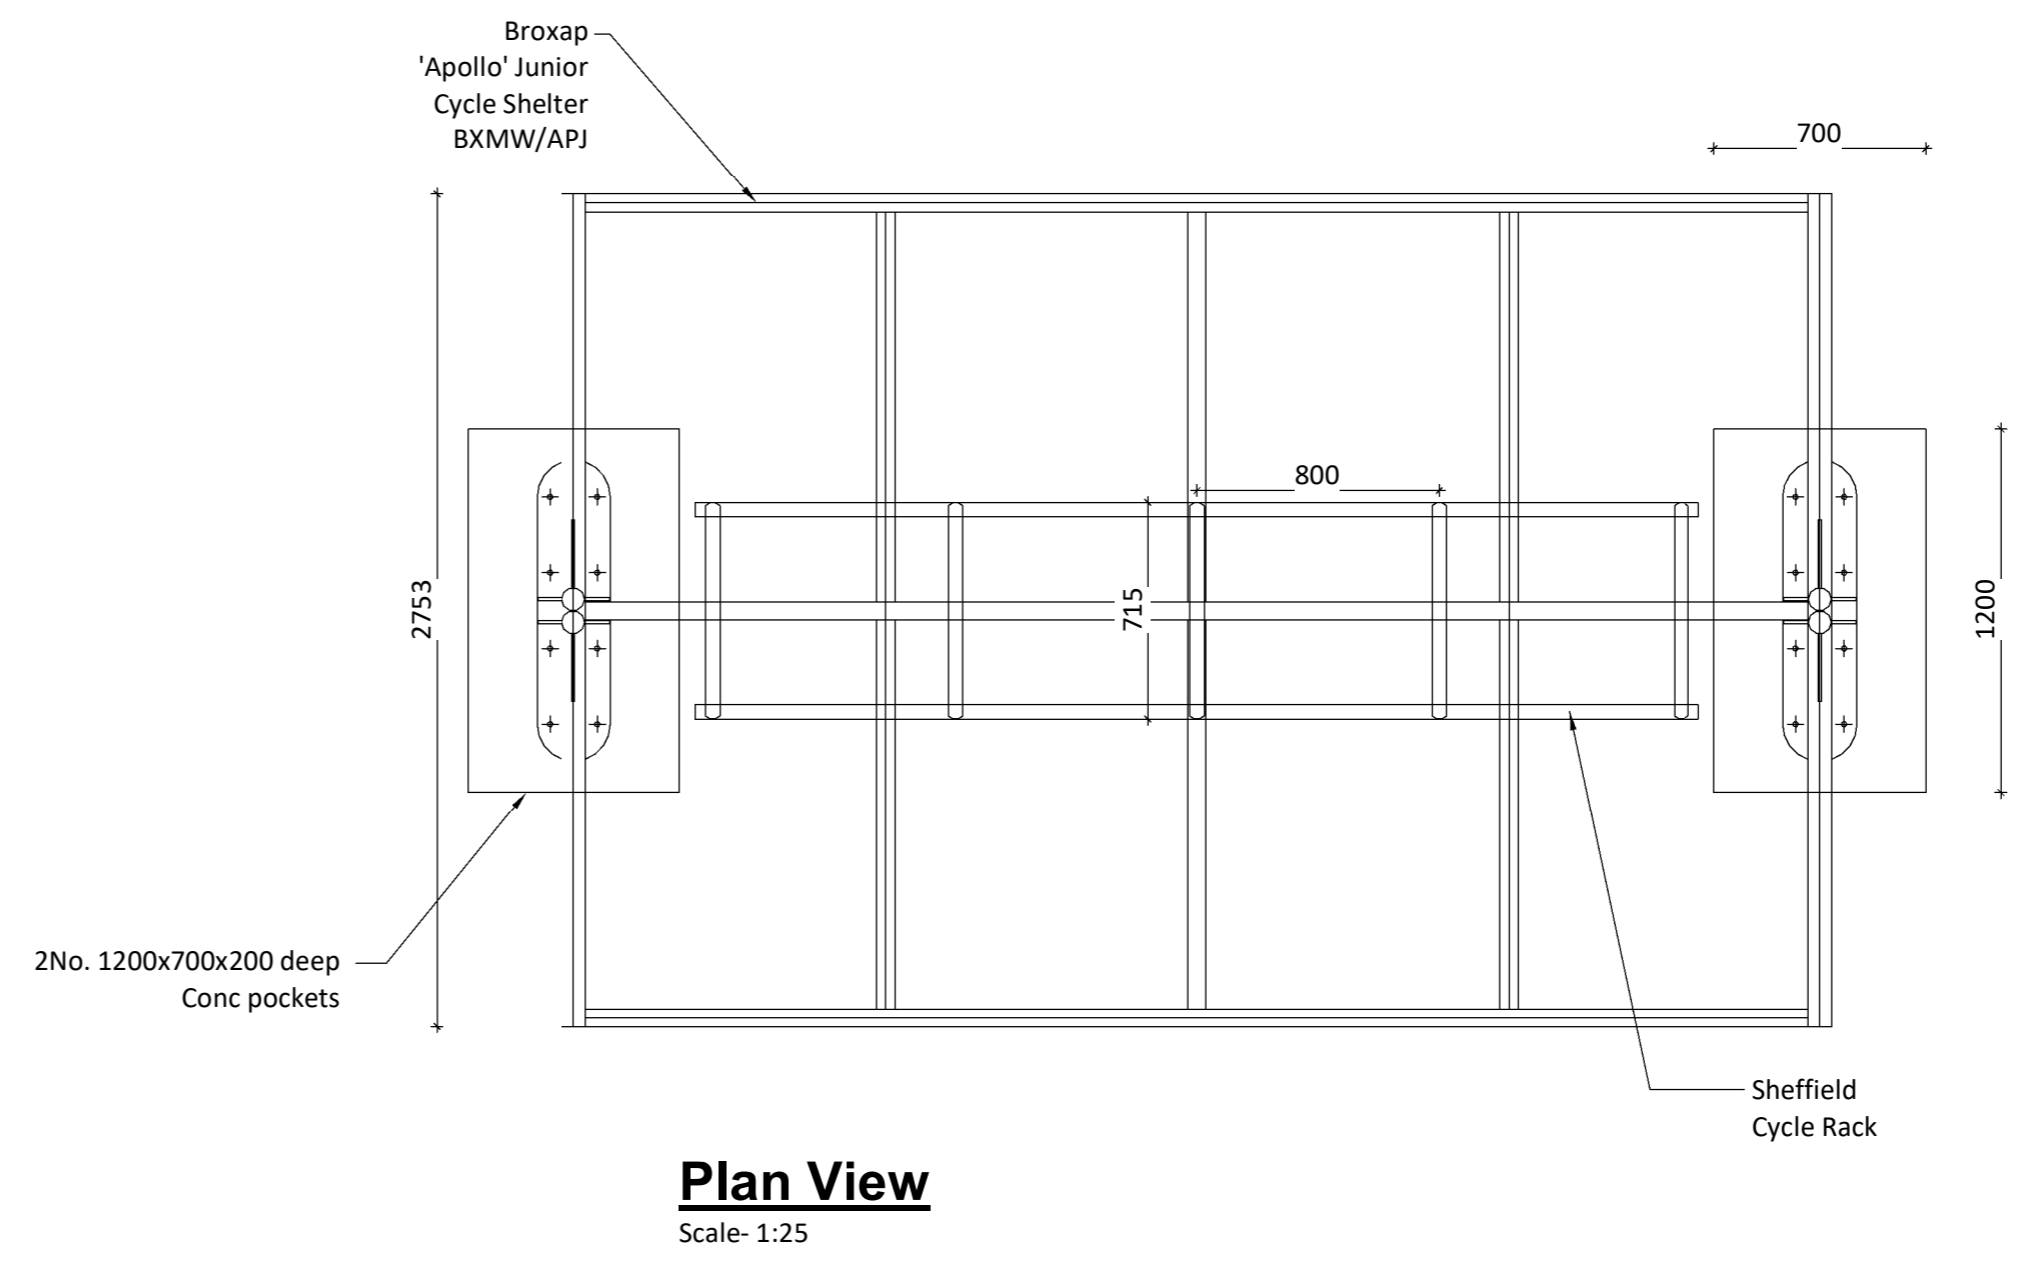 Broxap
'Apollo' Junior
Cycle Shelter
BXMW/APJ
700
800
715
2753
1200
2No. 1200x700x200 deep
Conc pockets
Sheffield
Cycle Rack
Plan View
Scale- 1:25